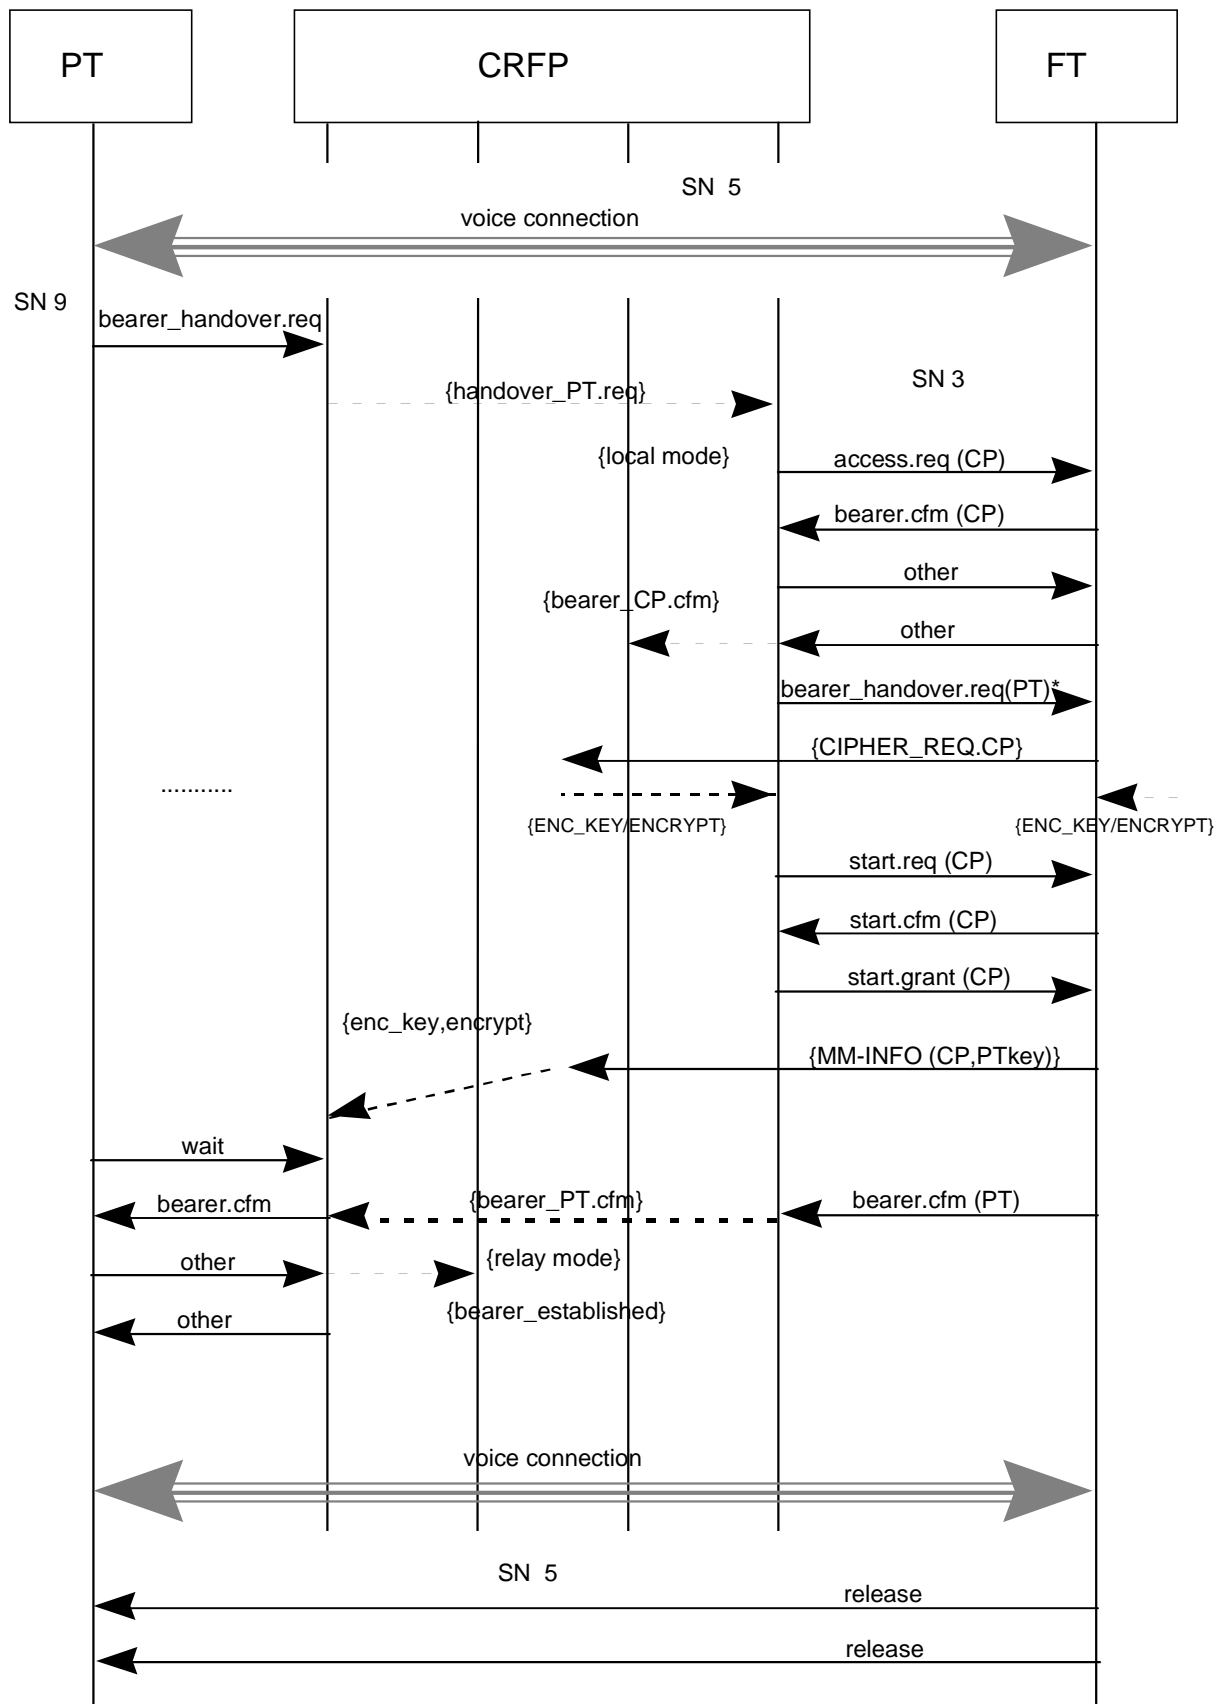 PT
CRFP
FT
SN 5
voice connection
SN 9
bearer_handover.req
SN 3
{handover_PT.req}
{local mode}
access.req (CP)
bearer.cfm (CP)
other
{bearer_CP.cfm}
other
bearer_handover.req(PT)*
{CIPHER_REQ.CP}
...........
{ENC_KEY/ENCRYPT}
{ENC_KEY/ENCRYPT}
start.req (CP)
start.cfm (CP)
start.grant (CP)
{enc_key,encrypt}
{MM-INFO (CP,PTkey)}
wait
bearer.cfm
{bearer_PT.cfm}
bearer.cfm (PT)
other
{relay mode}
{bearer_established}
other
voice connection
SN 5
release
release